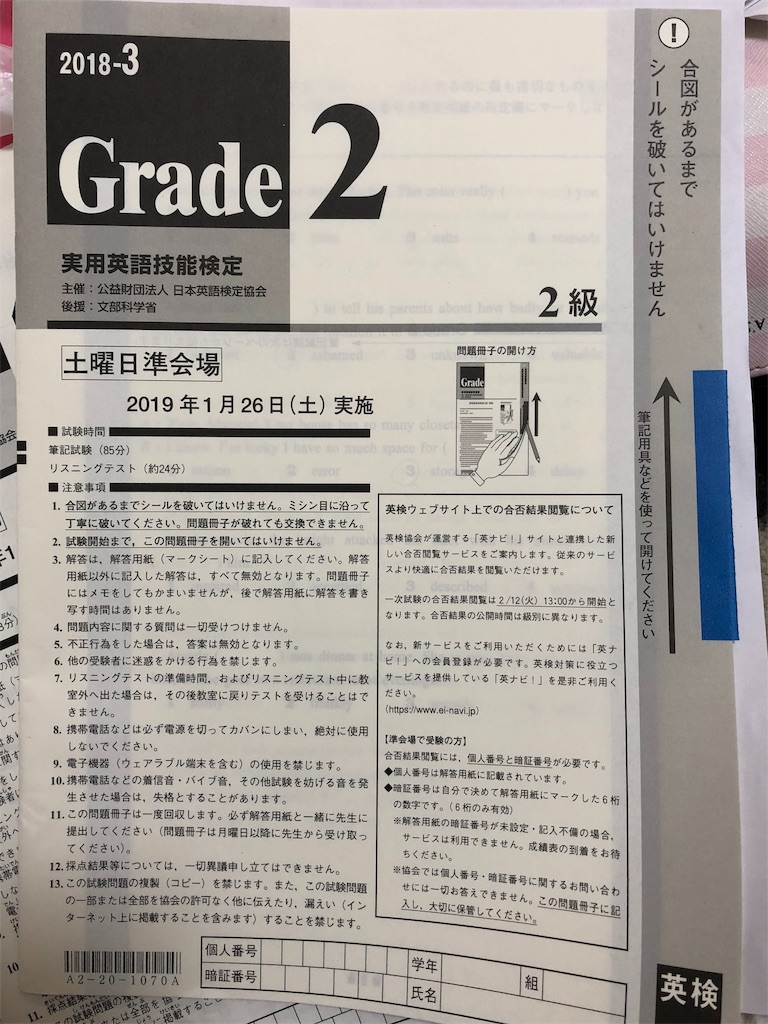 2018-3
Grade 2
実用英語技能検定
主催:公益財団法人 日本英語検定協会
後援:文部科学省
2級
!
合図があるまで
シールを破いてはいけません
土曜日準会場
2019年1月26日(土)実施
問題冊子の開け方
Grade
筆記用具などを使って開けてください
■試験時間
筆記試験(85分)
リスニングテスト(約24分)
■注意事項
1. 合図があるまでシールを破いてはいけません。ミシン目に沿って
丁寧に破いてください。問題冊子が破れても交換できません。
2. 試験開始まで,この問題冊子を開いてはいけません。
3. 解答は,解答用紙(マークシート)に記入してください。解答
用紙以外に記入した解答は,すべて無効となります。問題冊子
にはメモをしてもかまいませんが,後で解答用紙に解答を書き
写す時間はありません。
4. 問題内容に関する質問は一切受けつけません。
5. 不正行為をした場合は,答案は無効となります。
6. 他の受験者に迷惑をかける行為を禁じます。
7. リスニングテストの準備時間,およびリスニングテスト中に教
室外へ出た場合は,その後教室に戻りテストを受けることはで
きません。
8. 携帯電話などは必ず電源を切ってカバンにしまい,絶対に使用
しないでください。
9. 電子機器(ウェアラブル端末を含む)の使用を禁じます。
10. 携帯電話などの着信音・バイブ音,その他試験を妨げる音を発
生させた場合は,失格とすることがあります。
11. この問題冊子は一度回収します。必ず解答用紙と一緒に先生に
提出してください(問題冊子は月曜日以降に先生から受け取っ
てください)。
12. 採点結果等については,一切異議申し立てはできません。
13. この試験問題の複製(コピー)を禁じます。また,この試験問題
の一部または全部を協会の許可なく他に伝えたり,漏えい(イン
ターネット上に掲載することを含みます)することを禁じます。
英検ウェブサイト上での合否結果閲覧について
英検協会が運営する「英ナビ!」サイトと連携した新
しい合否閲覧サービスをご案内します。従来のサービ
スより快適に合否結果を閲覧いただけます。
一次試験の合否結果閲覧は2/12(火)13:00から開始と
なります。合否結果の公開時間は級別に異なります。
なお,新サービスをご利用いただくためには「英ナ
ビ!」への会員登録が必要です。英検対策に役立つ
サービスを提供している「英ナビ!」を是非ご利用く
ださい。
(https://www.ei-navi.jp)
【準会場で受験の方】
合否結果閲覧には,個人番号と暗証番号が必要です。
◆個人番号は解答用紙に記載されています。
◆暗証番号は自分で決めて解答用紙にマークした6桁
の数字です。(6桁のみ有効)
※解答用紙の暗証番号が未設定・記入不備の場合,
サービスは利用できません。成績表の到着をお待
ちください。
※協会では個人番号・暗証番号に関するお問い合わ
せには一切お答えできません。この問題冊子に記
入し,大切に保管してください。
A2-20-1070A
個人番号
暗証番号
学年
組
氏名
英検